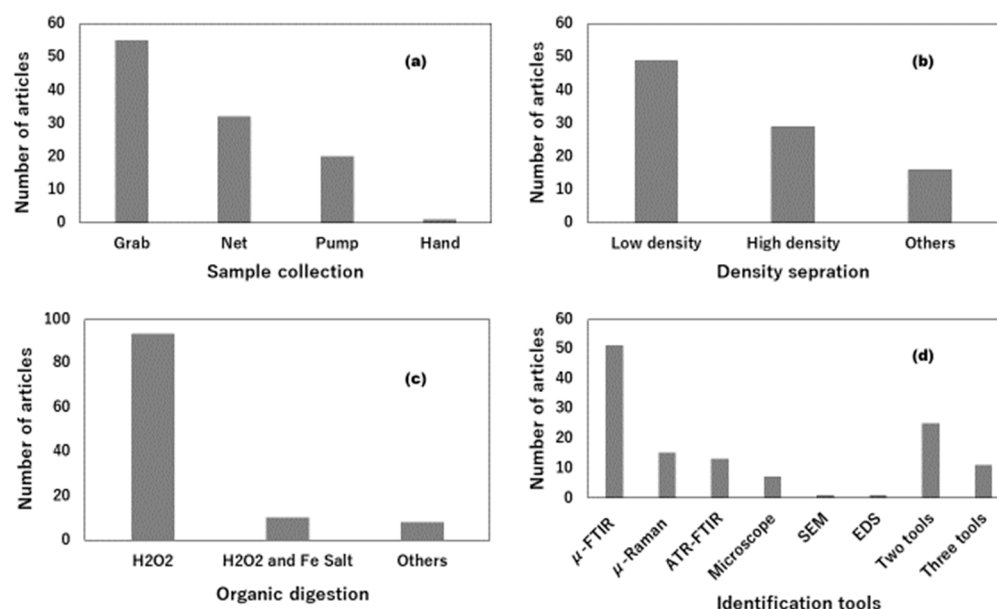 Number of articles
60
50
40
30
20
10
0
(a)
Grab Net Pump Hand
Sample collection
Number of articles
60
50
40
30
20
10
0
(b)
Low density High density Others
Density sepration
Number of articles
100
80
60
40
20
0
(c)
H2O2 H2O2 and Fe Salt Others
Organic digestion
Number of articles
60
50
40
30
20
10
0
(d)
μ-FTIR μ-Raman ATR-FTIR Microscope SEM EDS Two tools Three tools
Identification tools